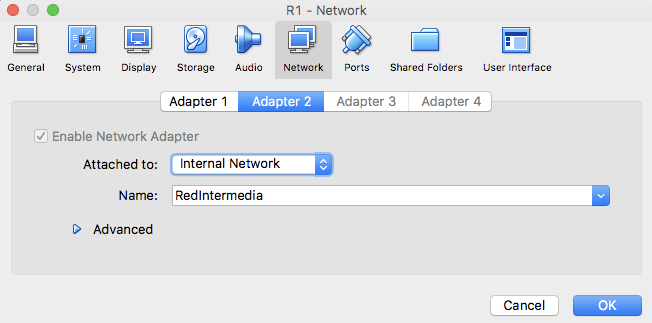 R1 - Network
General System Display Storage Audio Network Ports Shared Folders User Interface
Adapter 1 Adapter 2 Adapter 3 Adapter 4
Enable Network Adapter
Attached to: Internal Network
Name: RedIntermedia
Advanced
Cancel OK